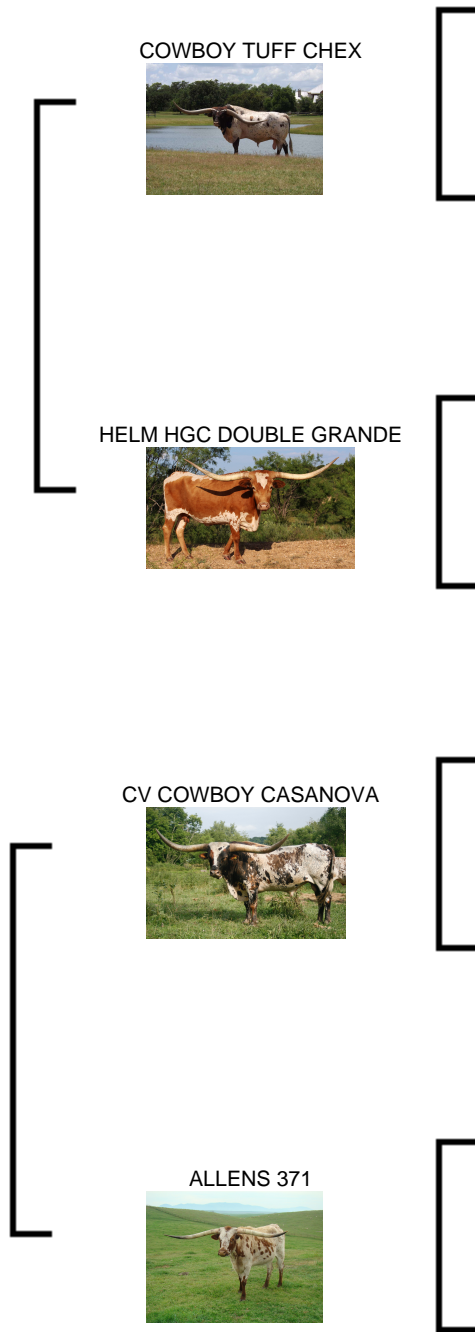 COWBOY TUFF CHEX
HELM HGC DOUBLE GRANDE
CV COWBOY CASANOVA
ALLENS 371